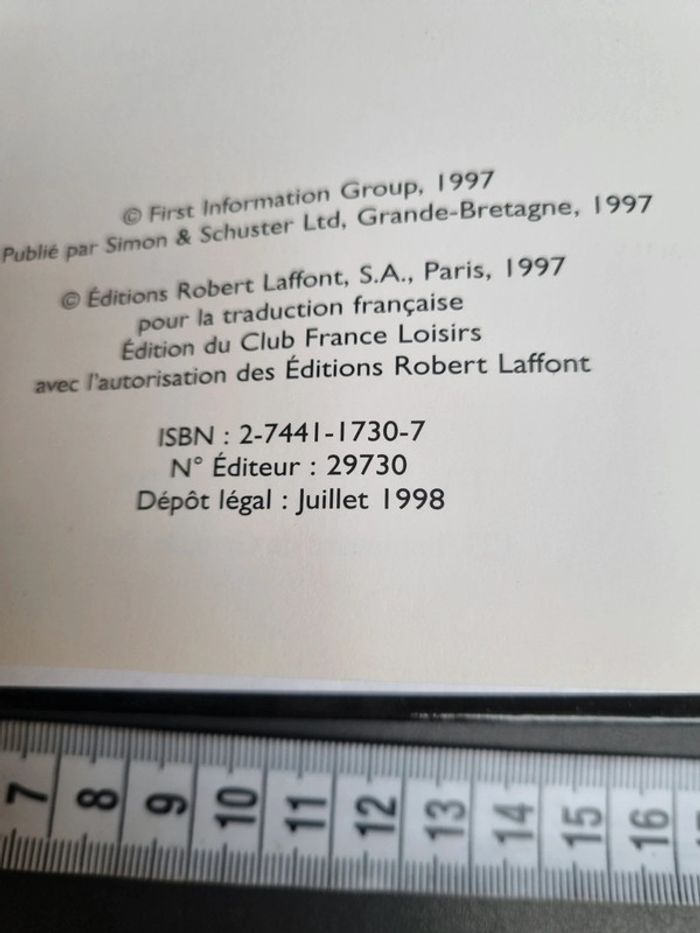 © First Information Group, 1997
Publié par Simon & Schuster Ltd, Grande-Bretagne, 1997
© Éditions Robert Laffont, S.A., Paris, 1997
pour la traduction française
Édition du Club France Loisirs
avec l'autorisation des Éditions Robert Laffont
ISBN : 2-7441-1730-7
N° Éditeur : 29730
Dépôt légal : Juillet 1998
7 8 9 10 11 12 13 14 15 16